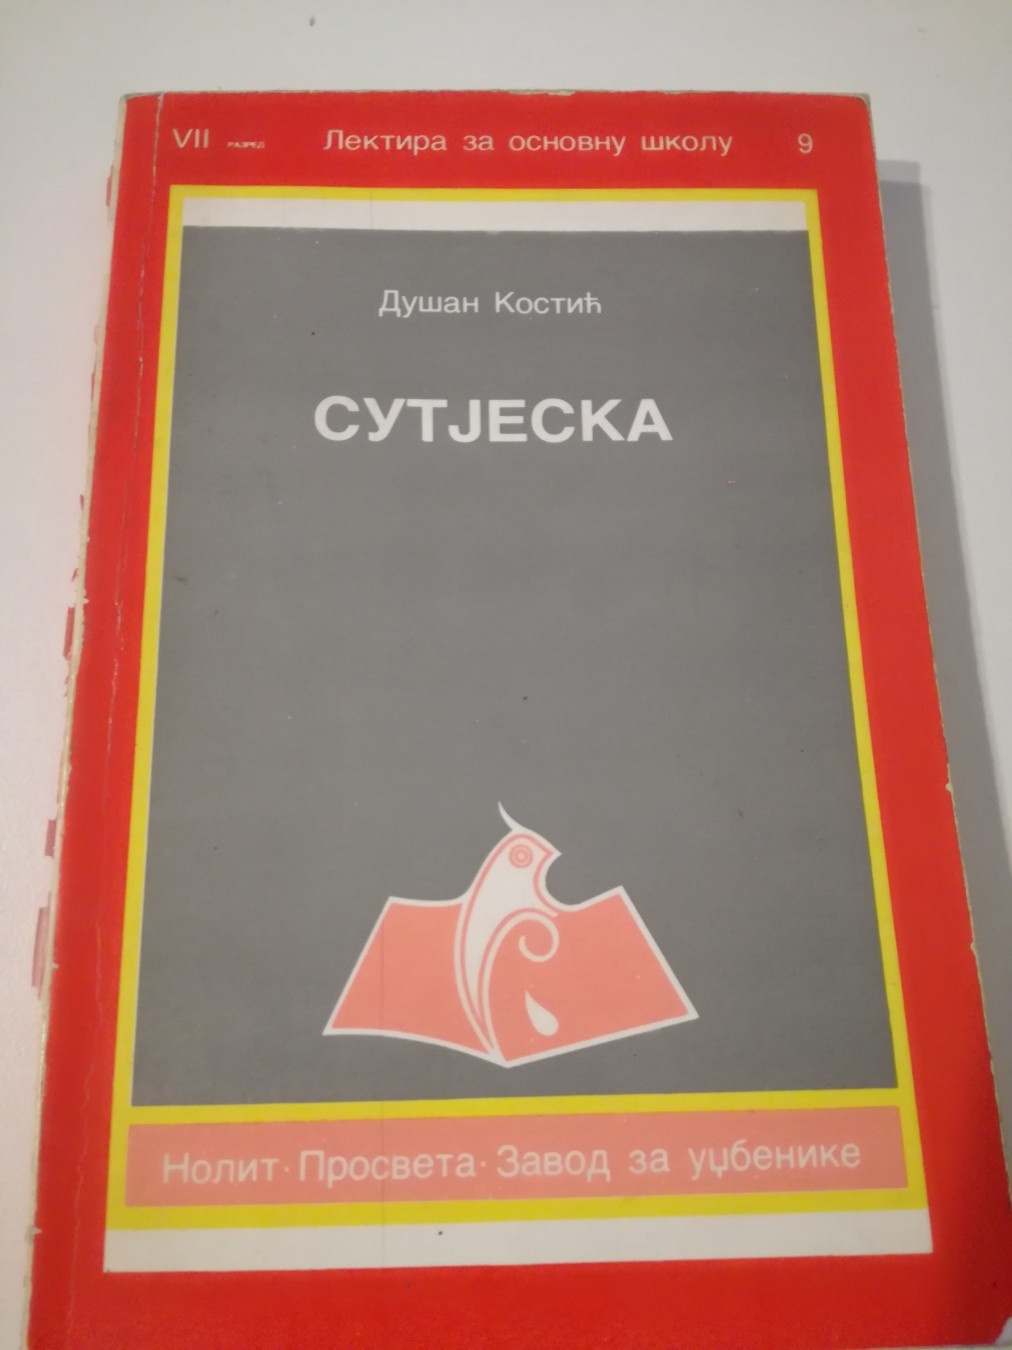 VII РАЗРЕД Лектира за основну школу 9
Душан Костић
СУТЈЕСКА
Нолит · Просвета · Завод за уџбенике